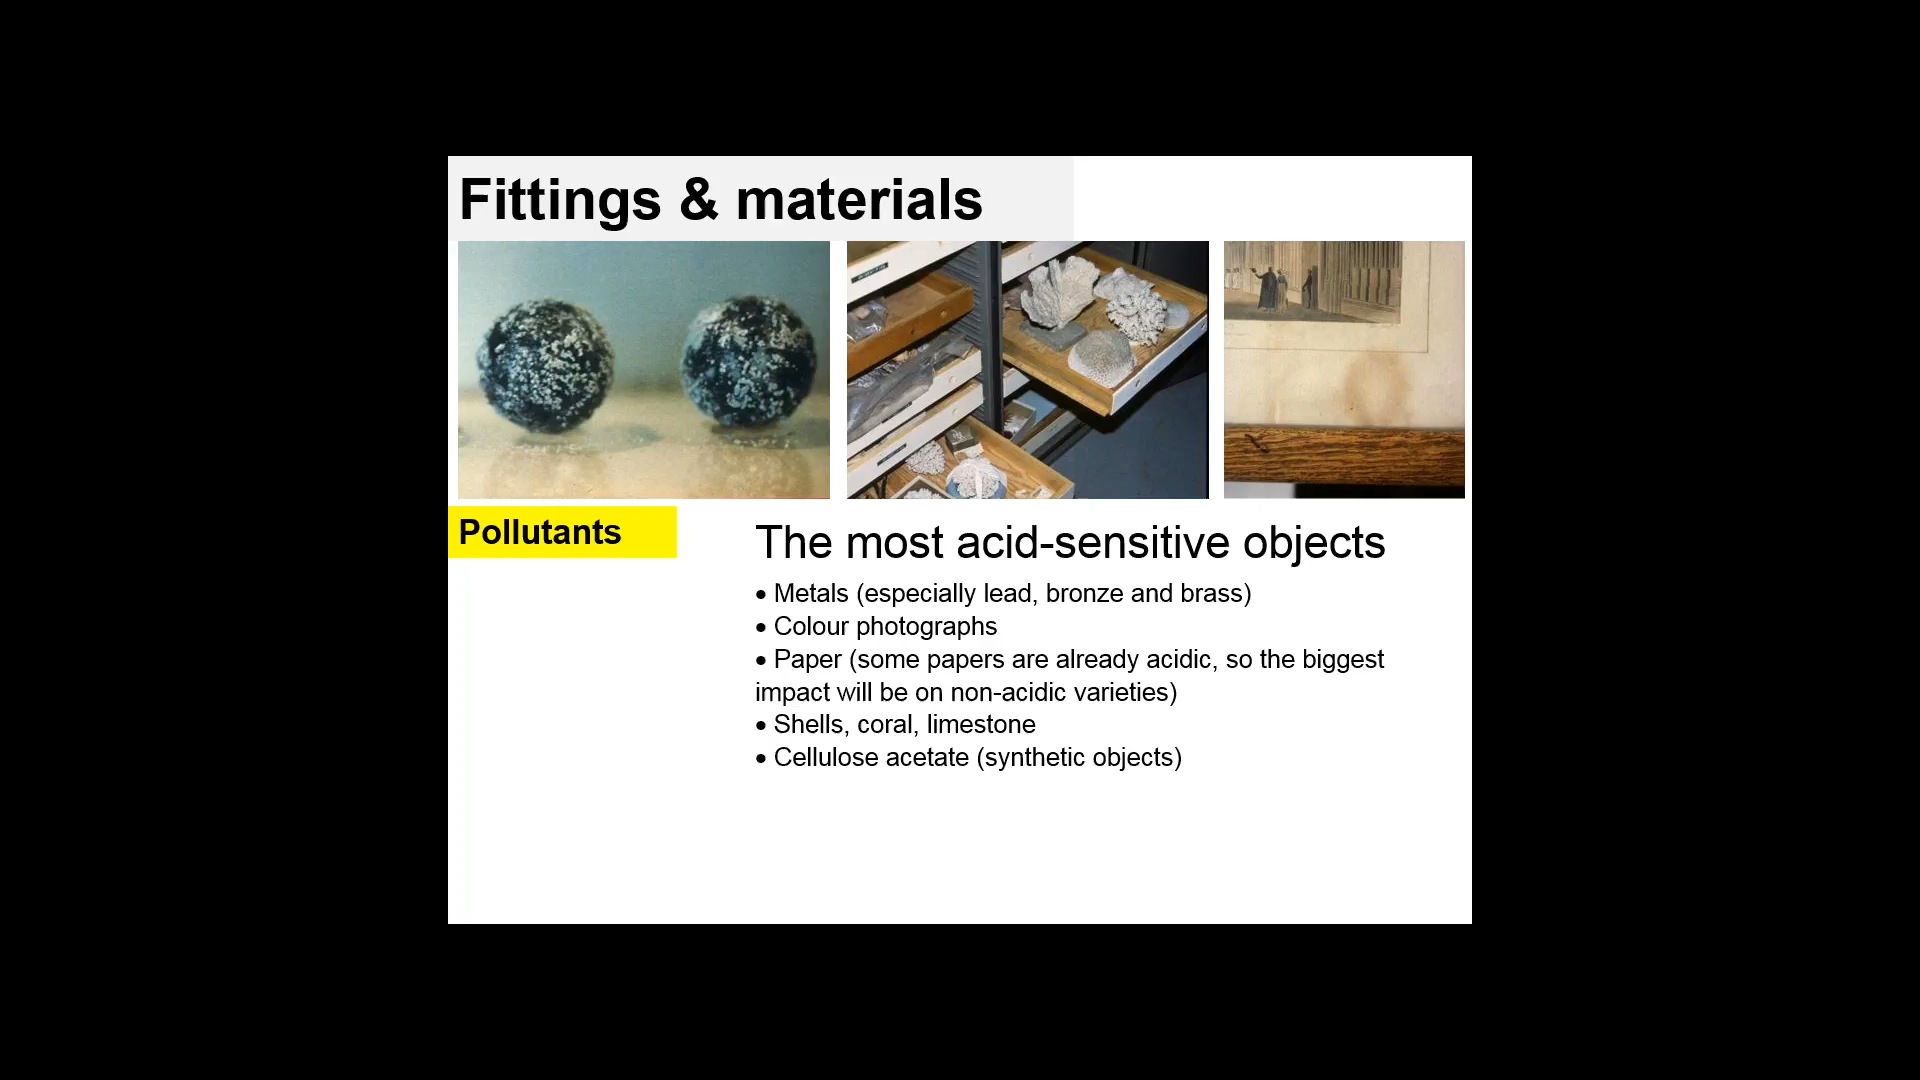 Fittings & materials
Pollutants
The most acid-sensitive objects
• Metals (especially lead, bronze and brass)
• Colour photographs
• Paper (some papers are already acidic, so the biggest
impact will be on non-acidic varieties)
• Shells, coral, limestone
• Cellulose acetate (synthetic objects)